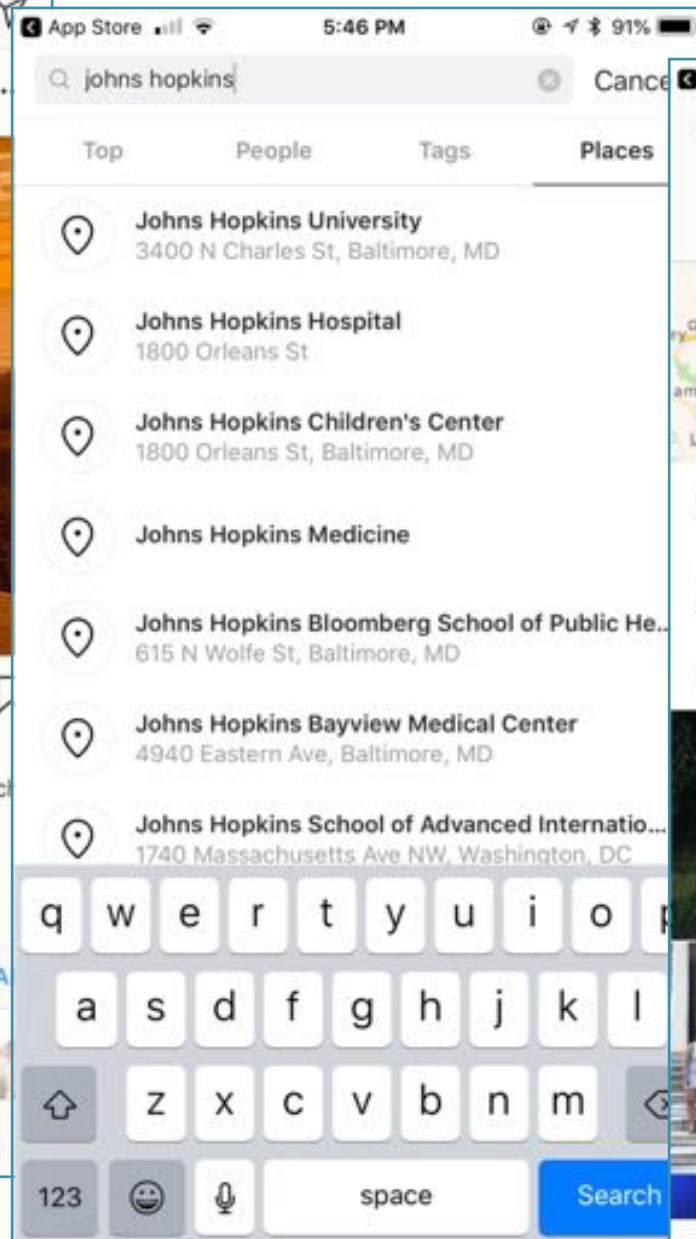 App Store 5:46 PM 91%
johns hopkins
Cance
Top People Tags Places
Johns Hopkins University
3400 N Charles St, Baltimore, MD
Johns Hopkins Hospital
1800 Orleans St
Johns Hopkins Children's Center
1800 Orleans St, Baltimore, MD
Johns Hopkins Medicine
Johns Hopkins Bloomberg School of Public He...
615 N Wolfe St, Baltimore, MD
Johns Hopkins Bayview Medical Center
4940 Eastern Ave, Baltimore, MD
Johns Hopkins School of Advanced Internatio...
1740 Massachusetts Ave NW, Washington, DC
q w e r t y u i o p
a s d f g h j k l
z x c v b n m
123 space Search